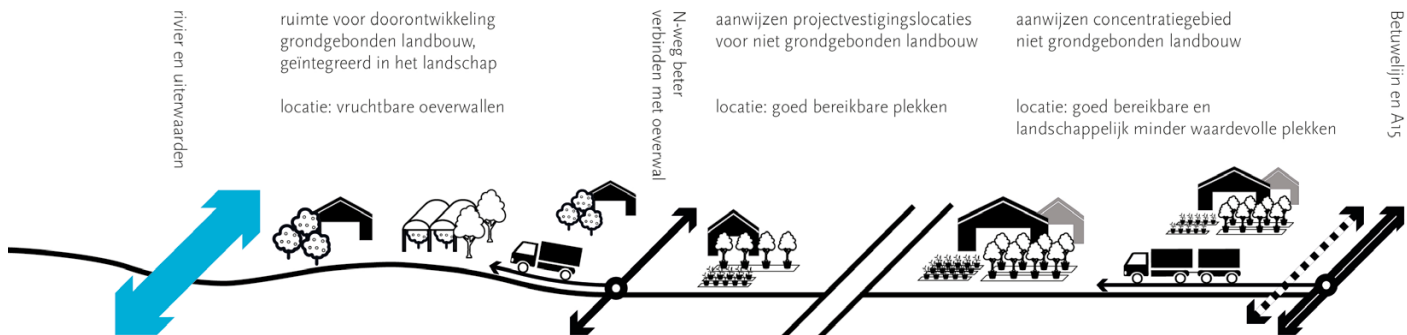 rivier en uiterwaarden
ruimte voor doorontwikkeling
grondgebonden landbouw,
geïntegreerd in het landschap
locatie: vruchtbare oeverwallen
N-weg beter
verbinden met oeverwal
aanwijzen projectvestigingslocaties
voor niet grondgebonden landbouw
locatie: goed bereikbare plekken
aanwijzen concentratiegebied
niet grondgebonden landbouw
locatie: goed bereikbare en
landschappelijk minder waardevolle plekken
Betuwelijn en A15